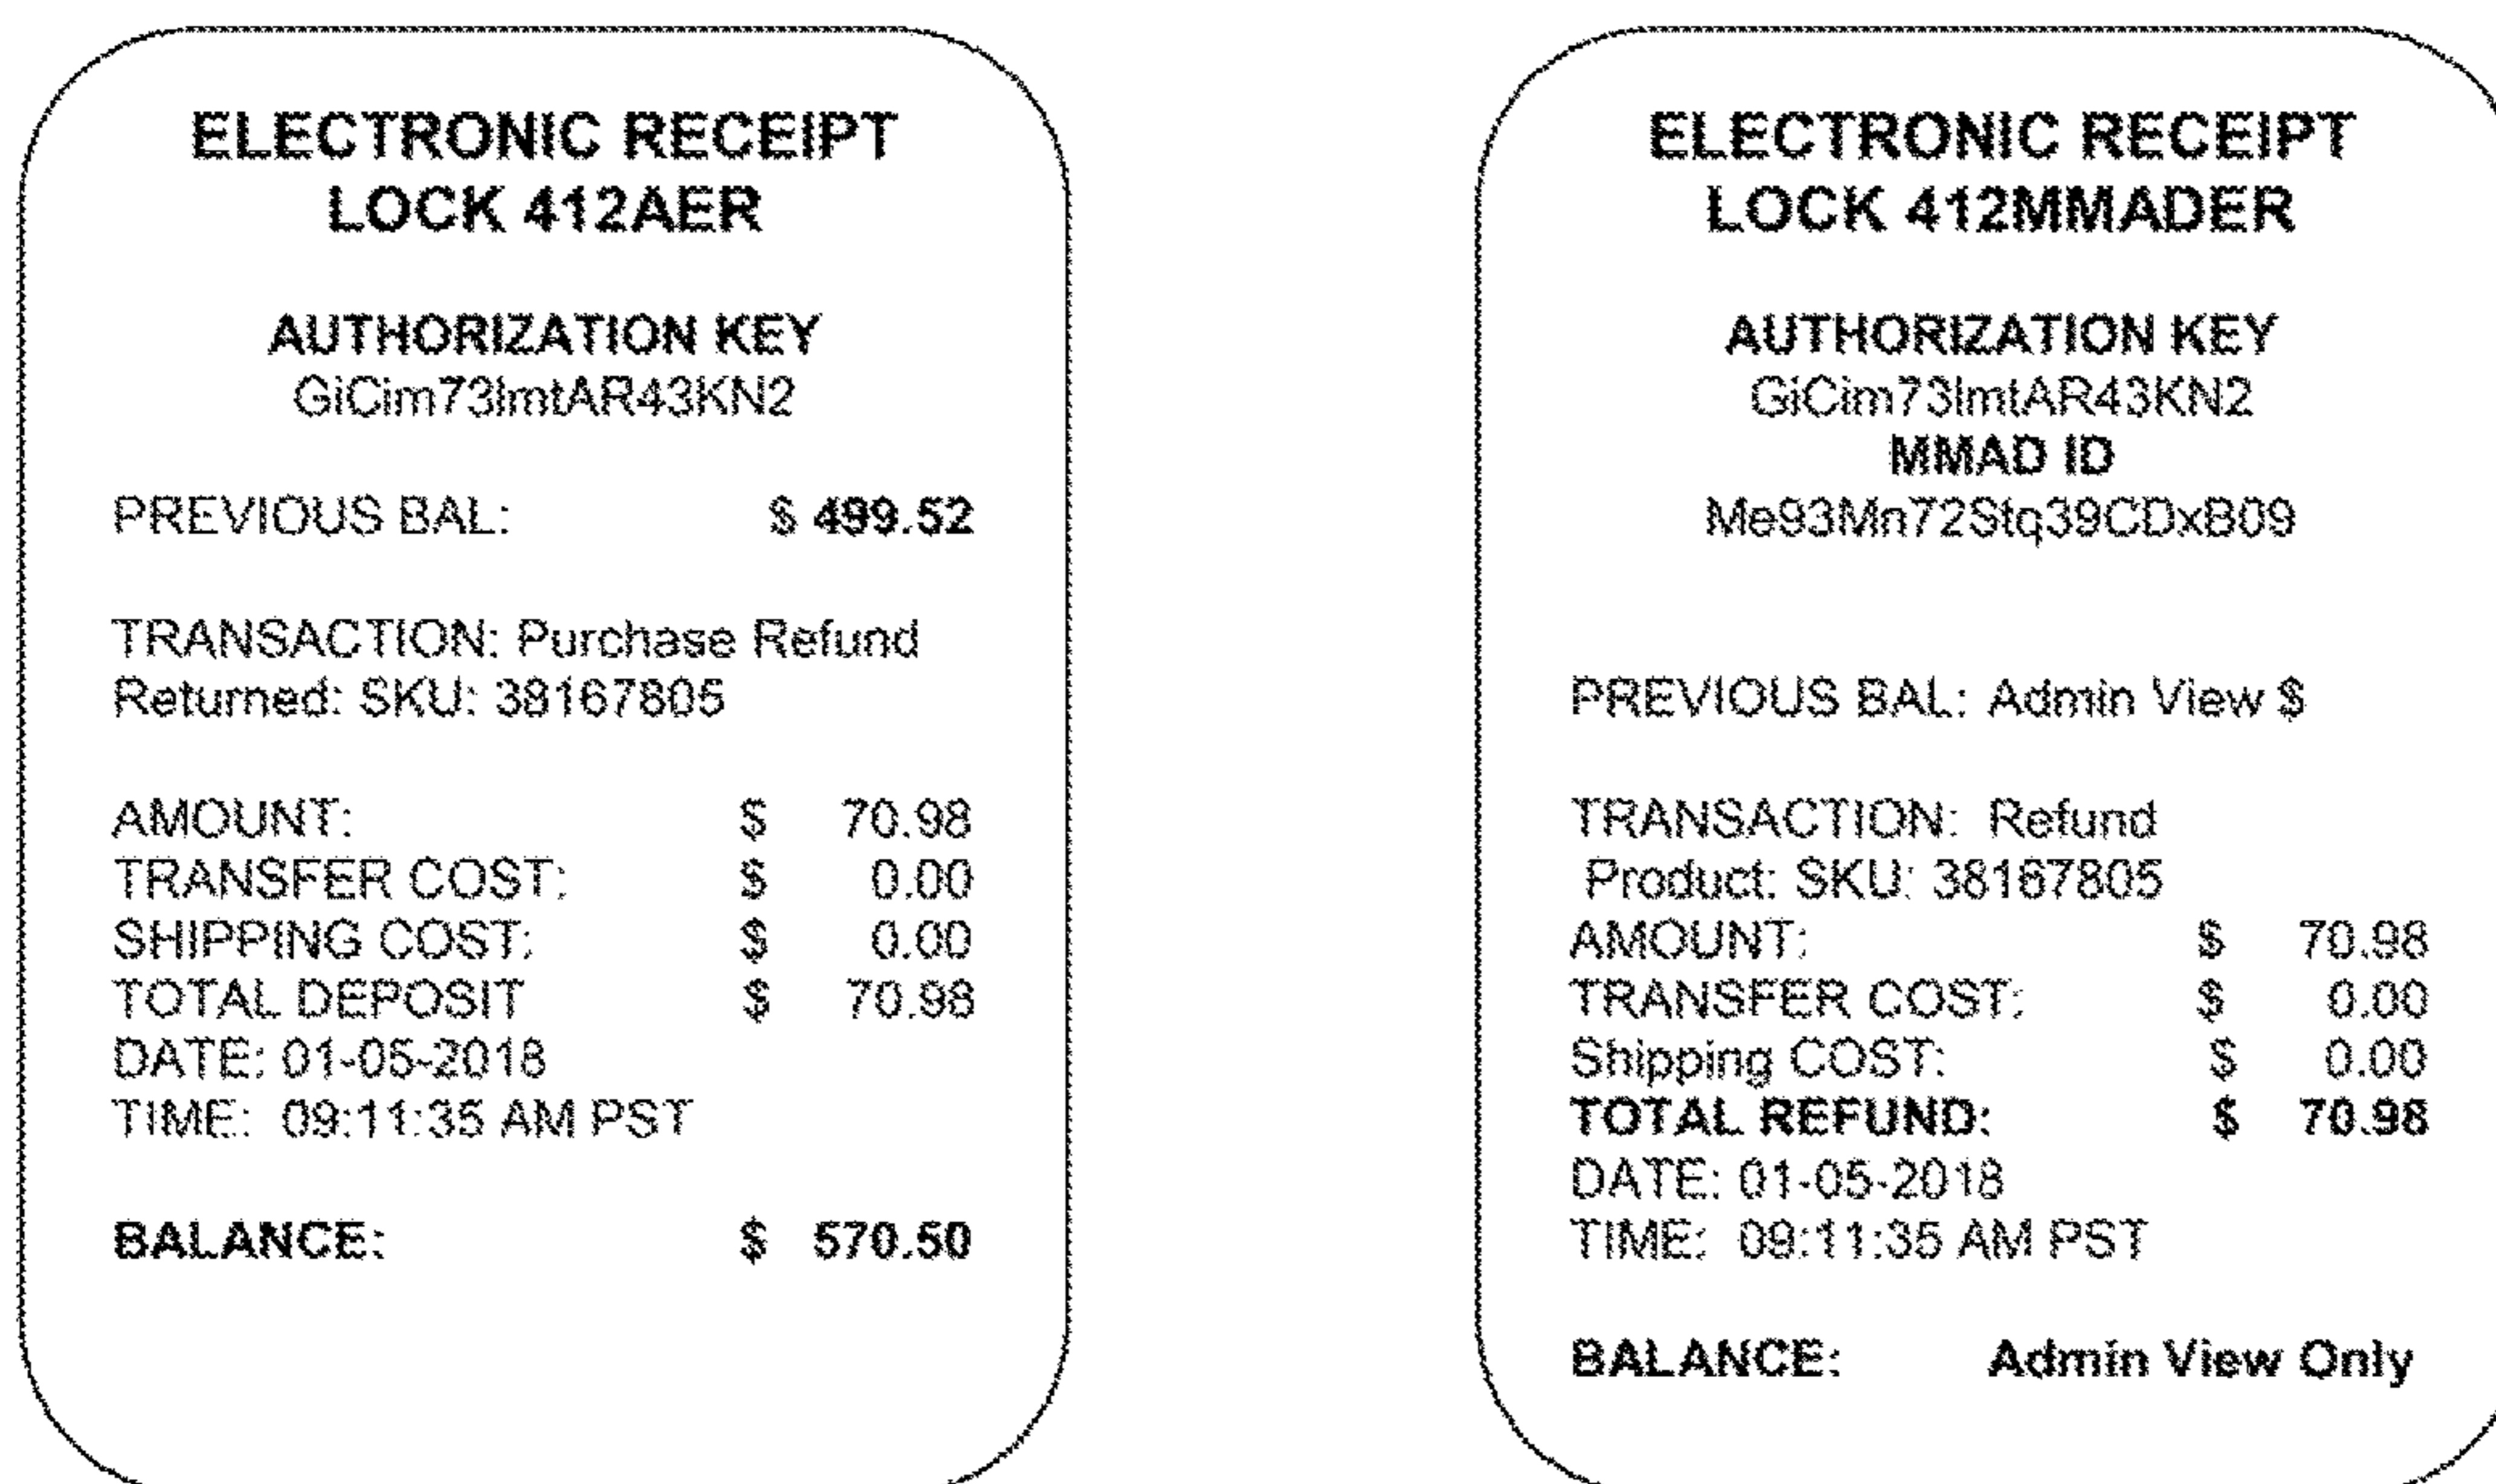 ELECTRONIC RECEIPT
LOCK 412AER
AUTHORIZATION KEY
GiCim73lmtAR43KN2
PREVIOUS BAL: $ 499.52
TRANSACTION: Purchase Refund
Returned: SKU: 38167805
AMOUNT: $ 70.98
TRANSFER COST: $ 0.00
SHIPPING COST: $ 0.00
TOTAL DEPOSIT $ 70.98
DATE: 01-05-2018
TIME: 09:11:35 AM PST
BALANCE: $ 570.50
ELECTRONIC RECEIPT
LOCK 412MMADER
AUTHORIZATION KEY
GiCim73lmtAR43KN2
MMAD ID
Me93Mn72Stq39CDxB09
PREVIOUS BAL: Admin View $
TRANSACTION: Refund
Product: SKU: 38167805
AMOUNT: $ 70.98
TRANSFER COST: $ 0.00
Shipping COST: $ 0.00
TOTAL REFUND: $ 70.98
DATE: 01-05-2018
TIME: 09:11:35 AM PST
BALANCE: Admin View Only